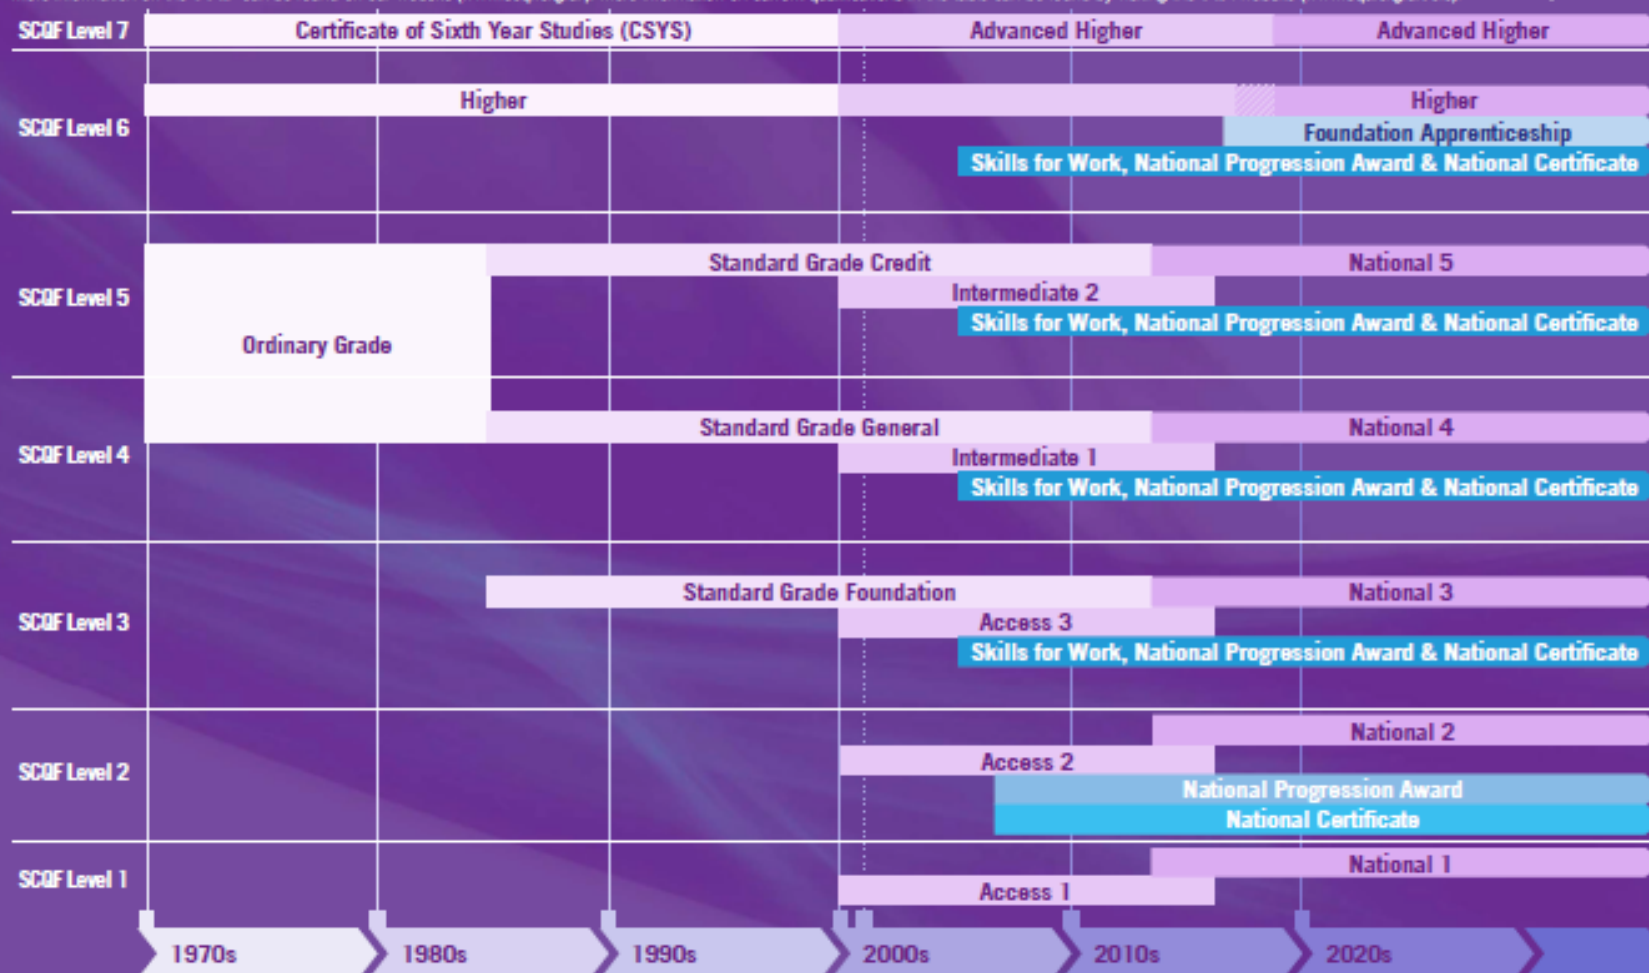 SCQF Level 7
Certificate of Sixth Year Studies (CSYS)
Advanced Higher
Advanced Higher
SCQF Level 6
Higher
Higher
Foundation Apprenticeship
Skills for Work, National Progression Award & National Certificate
SCQF Level 5
Ordinary Grade
Standard Grade Credit
National 5
Intermediate 2
Skills for Work, National Progression Award & National Certificate
SCQF Level 4
Standard Grade General
National 4
Intermediate 1
Skills for Work, National Progression Award & National Certificate
SCQF Level 3
Standard Grade Foundation
National 3
Access 3
Skills for Work, National Progression Award & National Certificate
SCQF Level 2
National 2
Access 2
National Progression Award
National Certificate
SCQF Level 1
National 1
Access 1
1970s
1980s
1990s
2000s
2010s
2020s